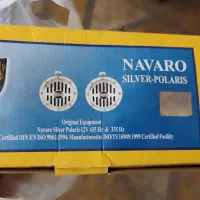 NAVARO
SILVER-POLARIS
Original Equipment
Navaro Silver Polaris 12V 435 Hz & 335 Hz
Certified DIN EN ISO 9001:1994. Manufactured by ISO/TS 16949:1999 Certified Facility